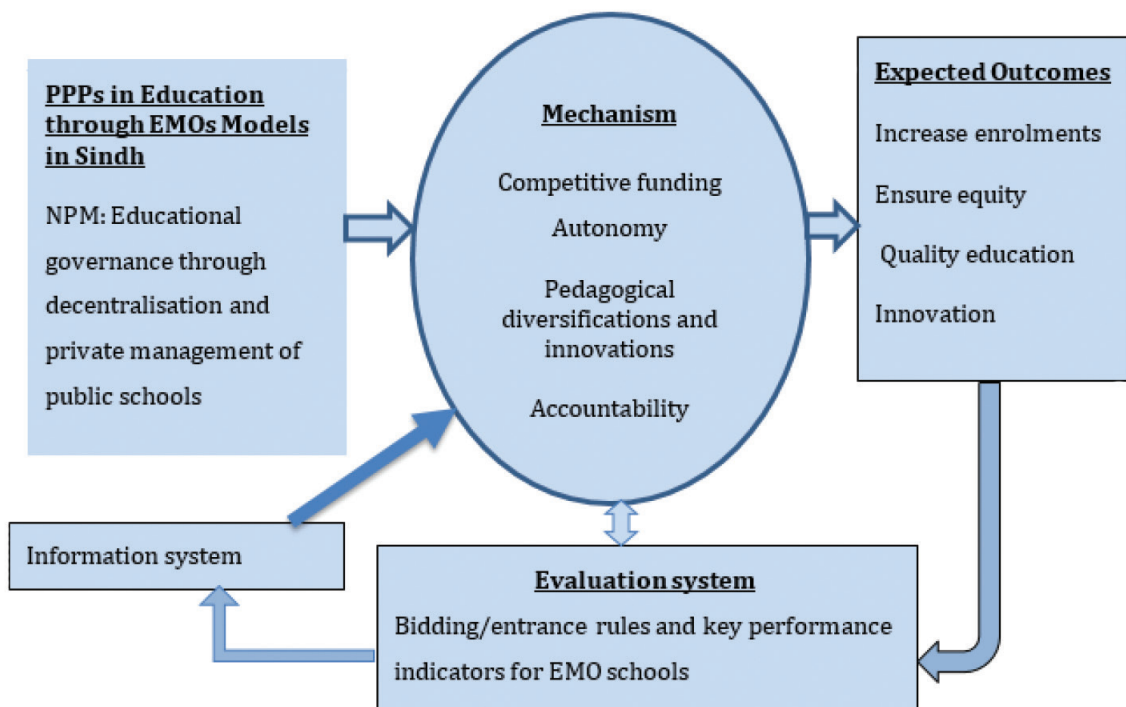 PPPs in Education
through EMOs Models
in Sindh
NPM: Educational
governance through
decentralisation and
private management of
public schools
Mechanism
Competitive funding
Autonomy
Pedagogical
diversifications and
innovations
Accountability
Expected Outcomes
Increase enrolments
Ensure equity
Quality education
Innovation
Information system
Evaluation system
Bidding/entrance rules and key performance
indicators for EMO schools